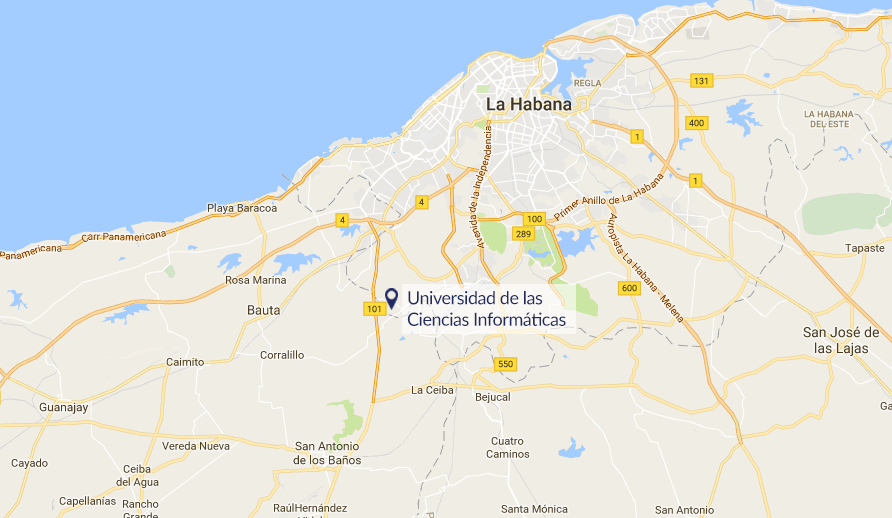 131
REGLA
La Habana
400
LA HABANA
DEL ESTE
1
1
Avenida de la Independencia
Primer Anillo de La Habana
4
Playa Baracoa
4
100
Carr Panamericana
Panamericana
289
Autopista La Habana - Melena
Tapaste
Rosa Marina
600
Universidad de las
Ciencias Informáticas
101
Bauta
San José de
las Lajas
Corralillo
Caimito
550
La Ceiba
Bejucal
Guanajay
Ga
Vereda Nueva
San Antonio
de los Baños
Cuatro
Caminos
Cayado
Ceiba
del Agua
Capellanías
Rancho
Grande
RaúlHernández
Santa Mónica
San Antonio